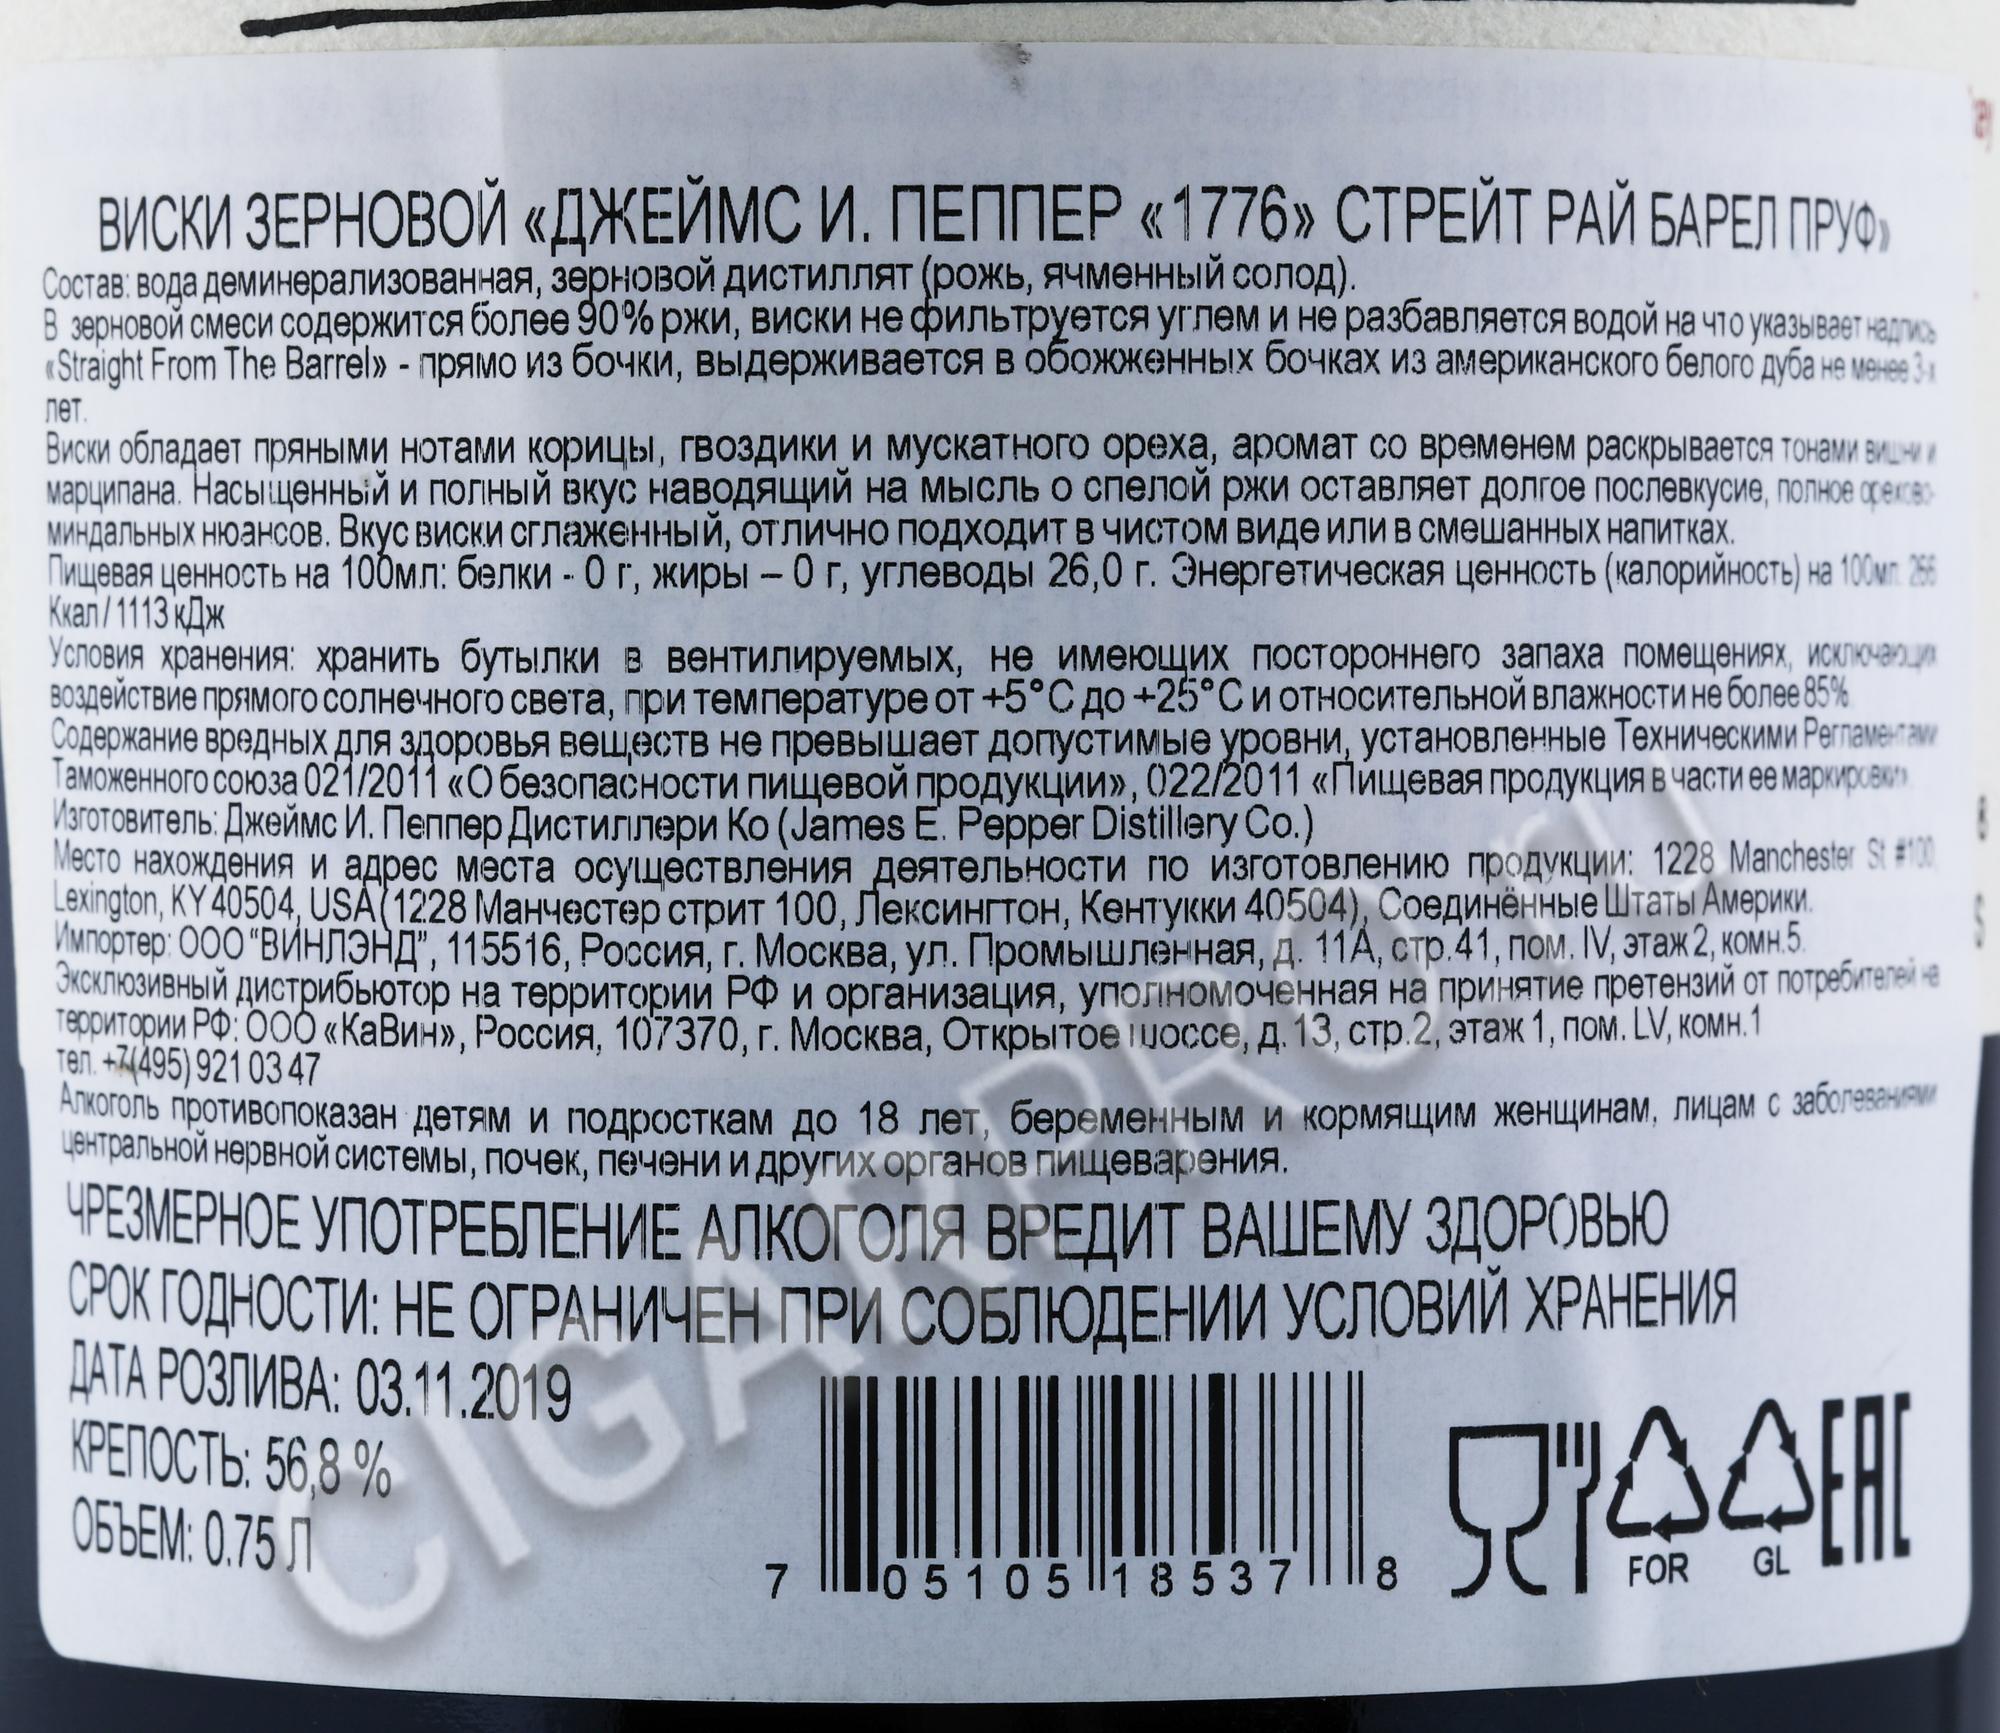 ВИСКИ ЗЕРНОВОЙ «ДЖЕЙМС И. ПЕППЕР «1776» СТРЕЙТ РАЙ БАРЕЛ ПРУФ»
Состав: вода деминерализованная, зерновой дистиллят (рожь, ячменный солод).
В зерновой смеси содержится более 90% ржи, виски не фильтруется углем и не разбавляется водой на что указывает надпись
«Straight From The Barrel» - прямо из бочки, выдерживается в обожженных бочках из американского белого дуба не менее 3-х
лет.
Виски обладает пряными нотами корицы, гвоздики и мускатного ореха, аромат со временем раскрывается тонами вишни и
марципана. Насыщенный и полный вкус наводящий на мысль о спелой ржи оставляет долгое послевкусие, полное орехово-
миндальных нюансов. Вкус виски сглаженный, отлично подходит в чистом виде или в смешанных напитках.
Пищевая ценность на 100мл: белки - 0 г, жиры – 0 г, углеводы 26,0 г. Энергетическая ценность (калорийность) на 100мл: 266
Ккал / 1113 кДж
Условия хранения: хранить бутылки в вентилируемых, не имеющих постороннего запаха помещениях, исключающих
воздействие прямого солнечного света, при температуре от +5°С до +25°С и относительной влажности не более 85%.
Содержание вредных для здоровья веществ не превышает допустимые уровни, установленные Техническими Регламентами
Таможенного союза 021/2011 «О безопасности пищевой продукции», 022/2011 «Пищевая продукция в части ее маркировки».
Изготовитель: Джеймс И. Пеппер Дистиллери Ко (James E. Pepper Distillery Co.)
Место нахождения и адрес места осуществления деятельности по изготовлению продукции: 1228 Manchester St #100,
Lexington, KY 40504, USA (1228 Манчестер стрит 100, Лексингтон, Кентукки 40504), Соединённые Штаты Америки.
Импортер: ООО "ВИНЛЭНД", 115516, Россия, г. Москва, ул. Промышленная, д. 11А, стр.41, пом. IV, этаж 2, комн.5.
Эксклюзивный дистрибьютор на территории РФ и организация, уполномоченная на принятие претензий от потребителей на
территории РФ: ООО «КаВин», Россия, 107370, г. Москва, Открытое шоссе, д. 13, стр.2, этаж 1, пом. LV, комн.1
тел. +7(495) 921 03 47
Алкоголь противопоказан детям и подросткам до 18 лет, беременным и кормящим женщинам, лицам с заболеваниями
центральной нервной системы, почек, печени и других органов пищеварения.
ЧРЕЗМЕРНОЕ УПОТРЕБЛЕНИЕ АЛКОГОЛЯ ВРЕДИТ ВАШЕМУ ЗДОРОВЬЮ
СРОК ГОДНОСТИ: НЕ ОГРАНИЧЕН ПРИ СОБЛЮДЕНИИ УСЛОВИЙ ХРАНЕНИЯ
ДАТА РОЗЛИВА: 03.11.2019
КРЕПОСТЬ: 56,8 %
ОБЪЕМ: 0.75 Л
7 05105 18537 8
FOR GL EAC
CIGARPRO.ru